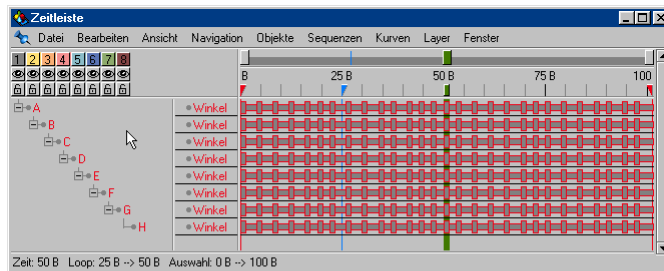 Zeitleiste
Datei Bearbeiten Ansicht Navigation Objekte Sequenzen Kurven Layer Fenster
1 2 3 4 5 6 7 8
B 25 B 50 B 75 B 100
N
A Winkel
B Winkel
C Winkel
D Winkel
E Winkel
F Winkel
G Winkel
H Winkel
Zeit: 50 B Loop: 25 B --> 50 B Auswahl: 0 B --> 100 B